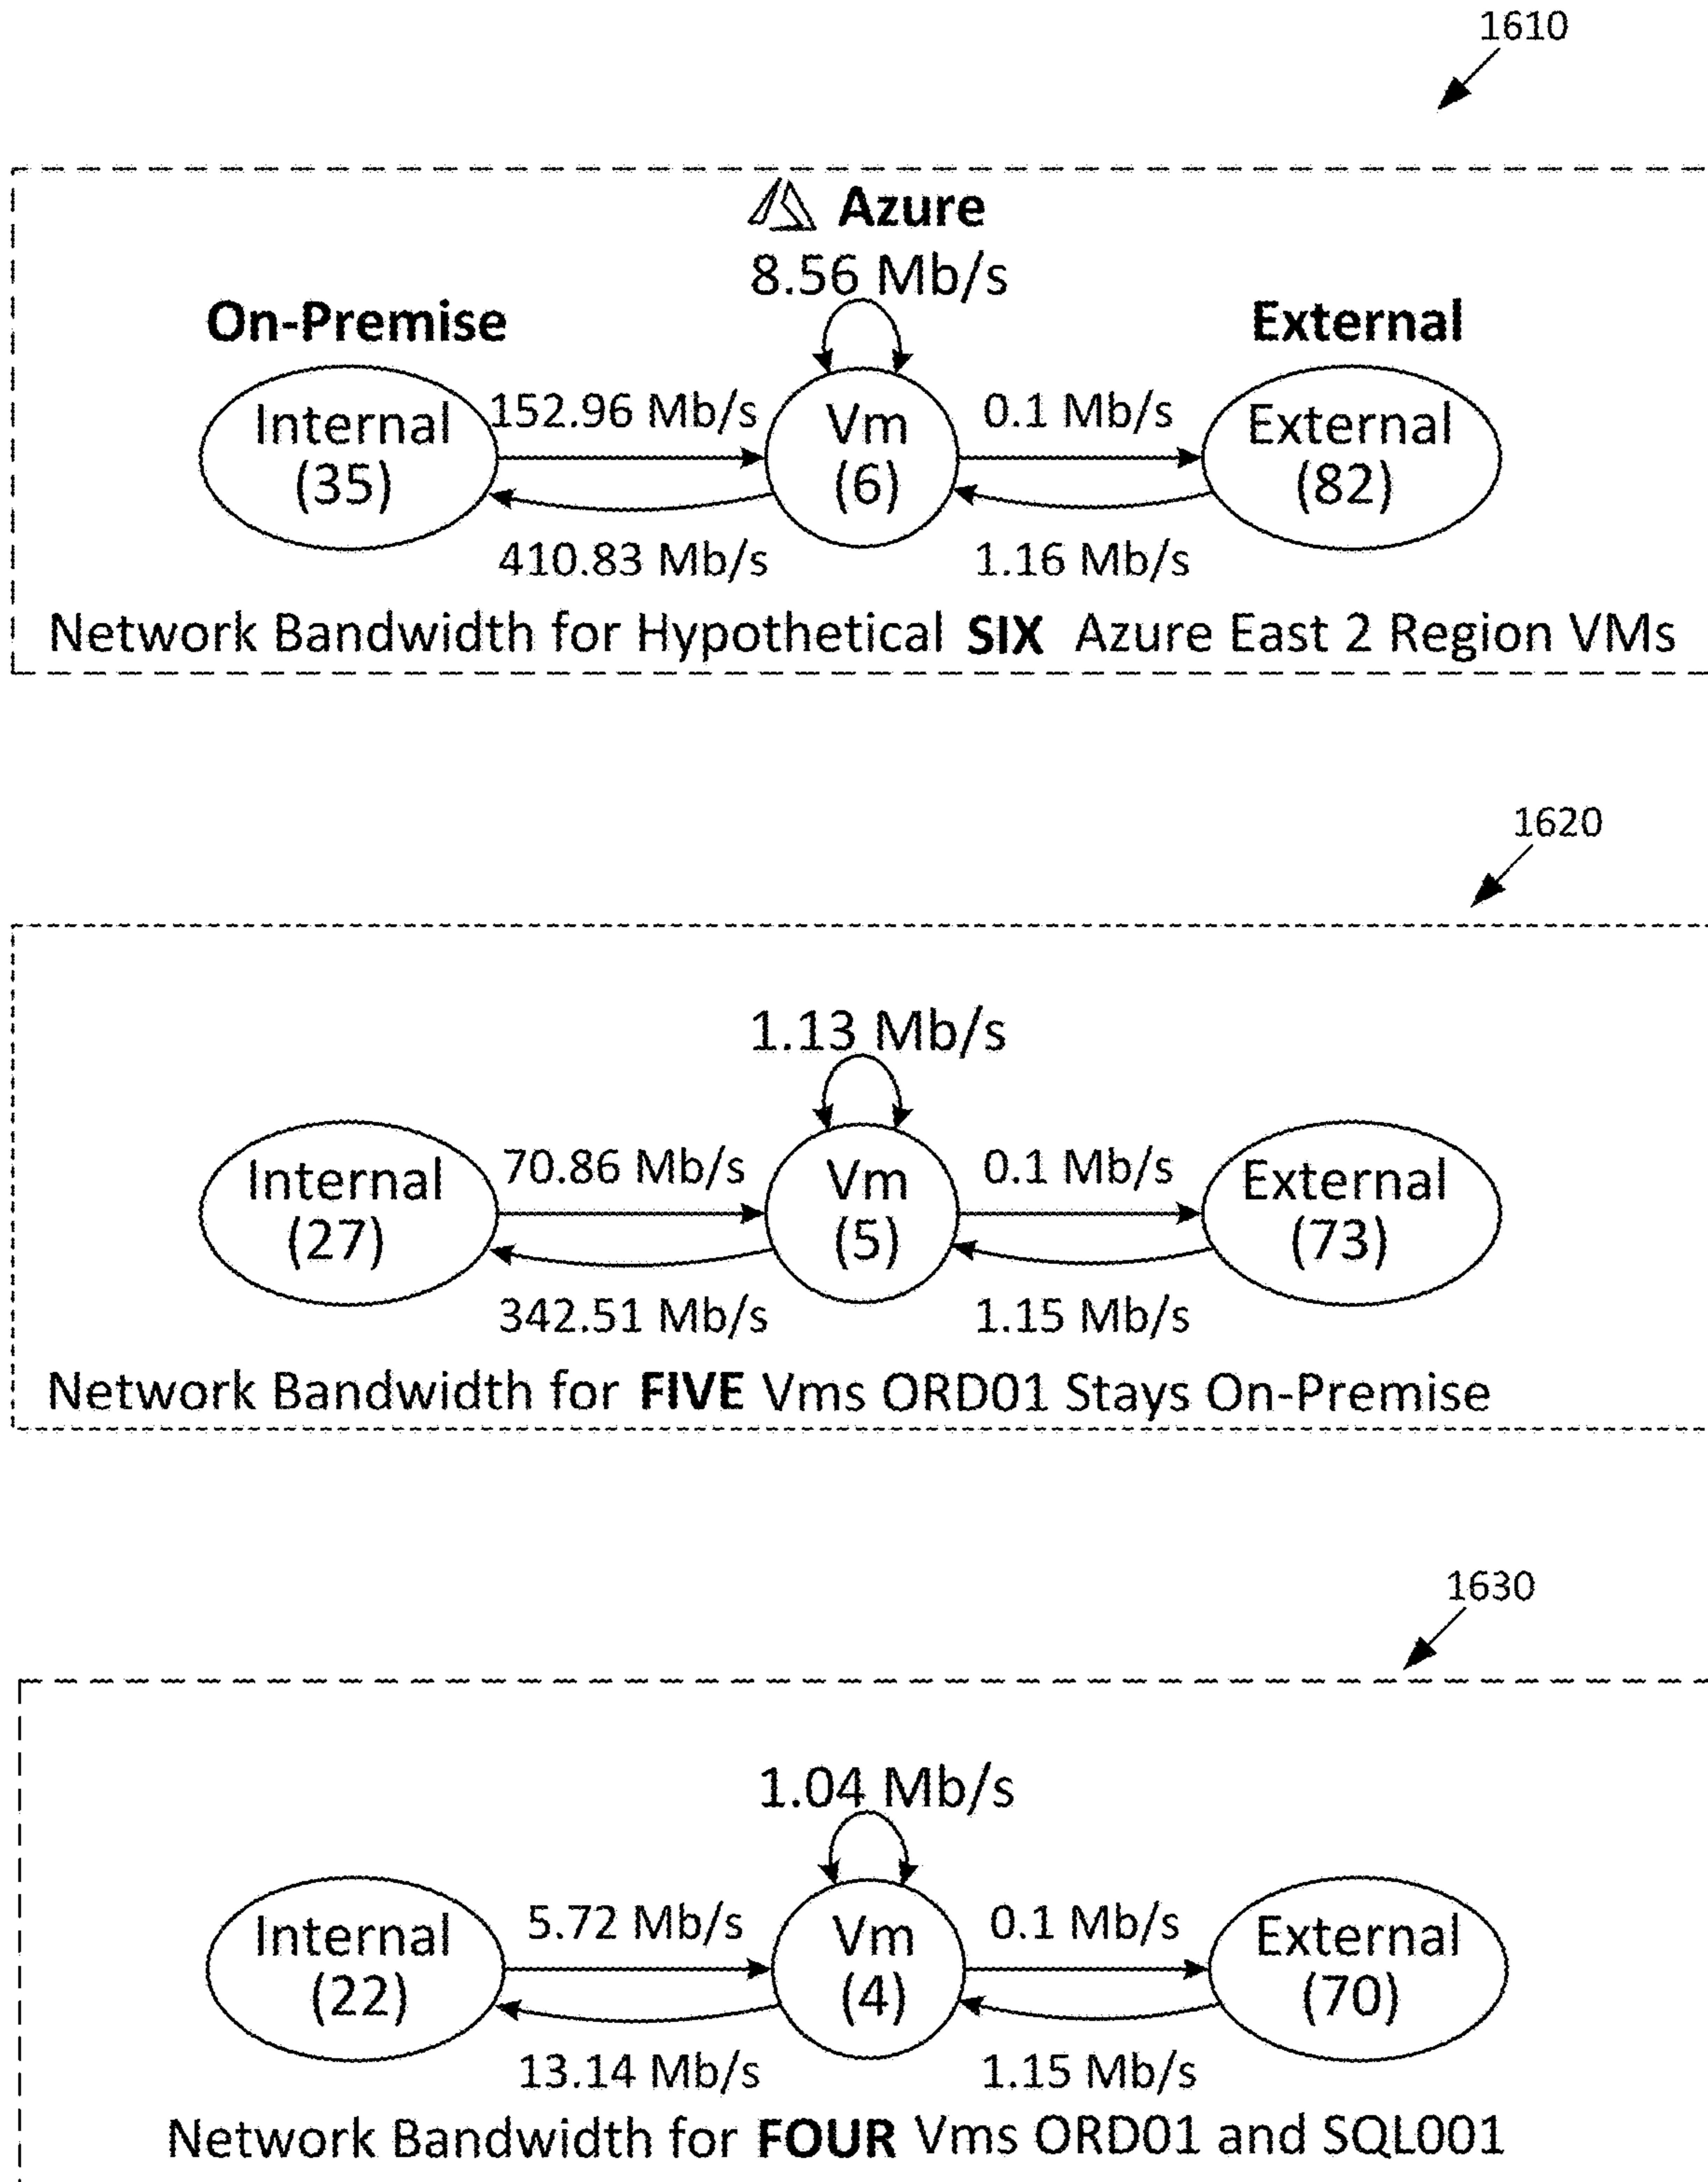 1610
Azure
8.56 Mb/s
On-Premise
External
152.96 Mb/s
0.1 Mb/s
Internal
(35)
Vm
(6)
External
(82)
410.83 Mb/s
1.16 Mb/s
Network Bandwidth for Hypothetical SIX Azure East 2 Region VMs
1620
1.13 Mb/s
70.86 Mb/s
0.1 Mb/s
Internal
(27)
Vm
(5)
External
(73)
342.51 Mb/s
1.15 Mb/s
Network Bandwidth for FIVE Vms ORD01 Stays On-Premise
1630
1.04 Mb/s
5.72 Mb/s
0.1 Mb/s
Internal
(22)
Vm
(4)
External
(70)
13.14 Mb/s
1.15 Mb/s
Network Bandwidth for FOUR Vms ORD01 and SQL001